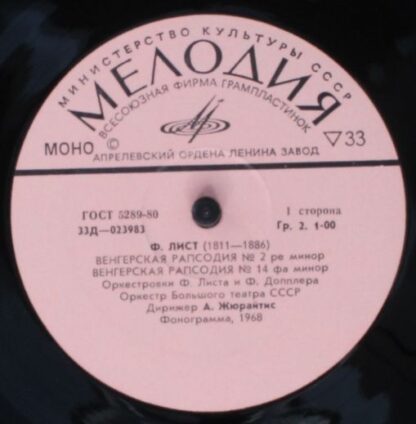 МИНИСТЕРСТВО КУЛЬТУРЫ СССР
МЕЛОДИЯ
ВСЕСОЮЗНАЯ ФИРМА ГРАМПЛАСТИНОК
МОНО © ▽33
АПРЕЛЕВСКИЙ ОРДЕНА ЛЕНИНА ЗАВОД
ГОСТ 5289-80 1 сторона
33Д—023983 Гр. 2. 1-00
Ф. ЛИСТ (1811—1886)
ВЕНГЕРСКАЯ РАПСОДИЯ № 2 ре минор
ВЕНГЕРСКАЯ РАПСОДИЯ № 14 фа минор
Оркестровки Ф. Листа и Ф. Допплера
Оркестр Большого театра СССР
Дирижер А. Жюрайтис
Фонограмма, 1968